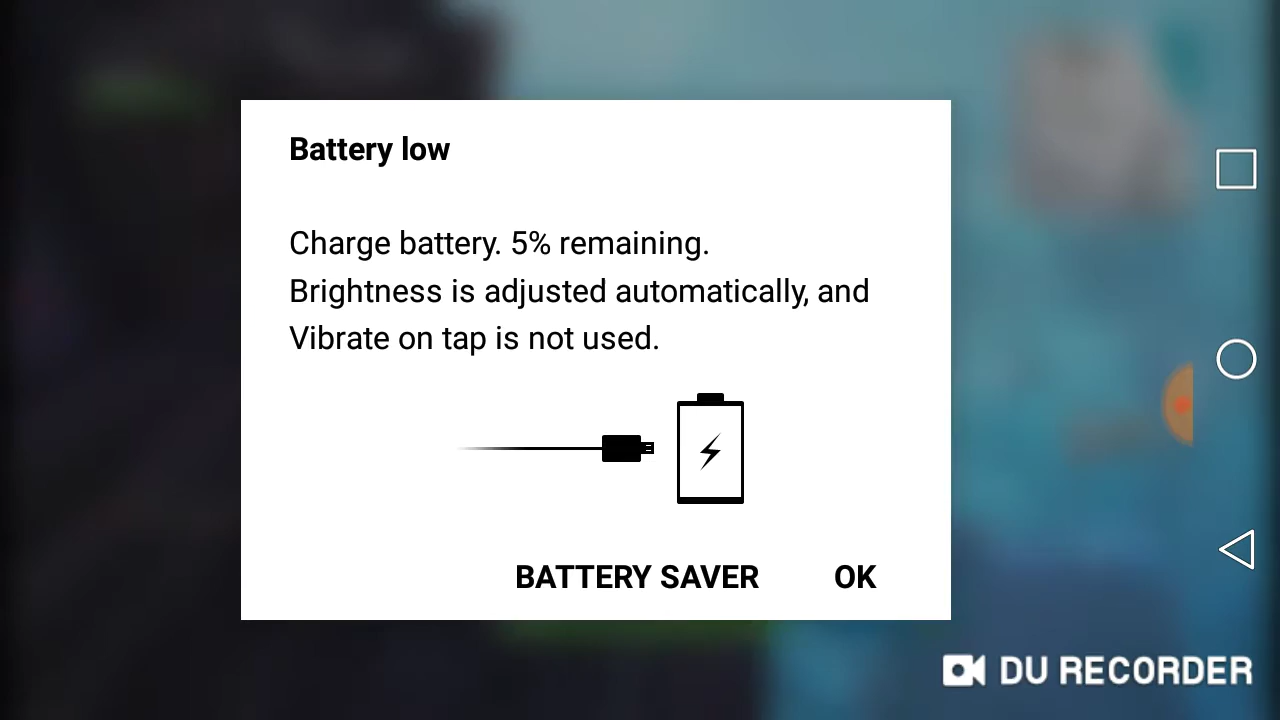 Battery low
Charge battery. 5% remaining.
Brightness is adjusted automatically, and
Vibrate on tap is not used.
BATTERY SAVER OK
DU RECORDER